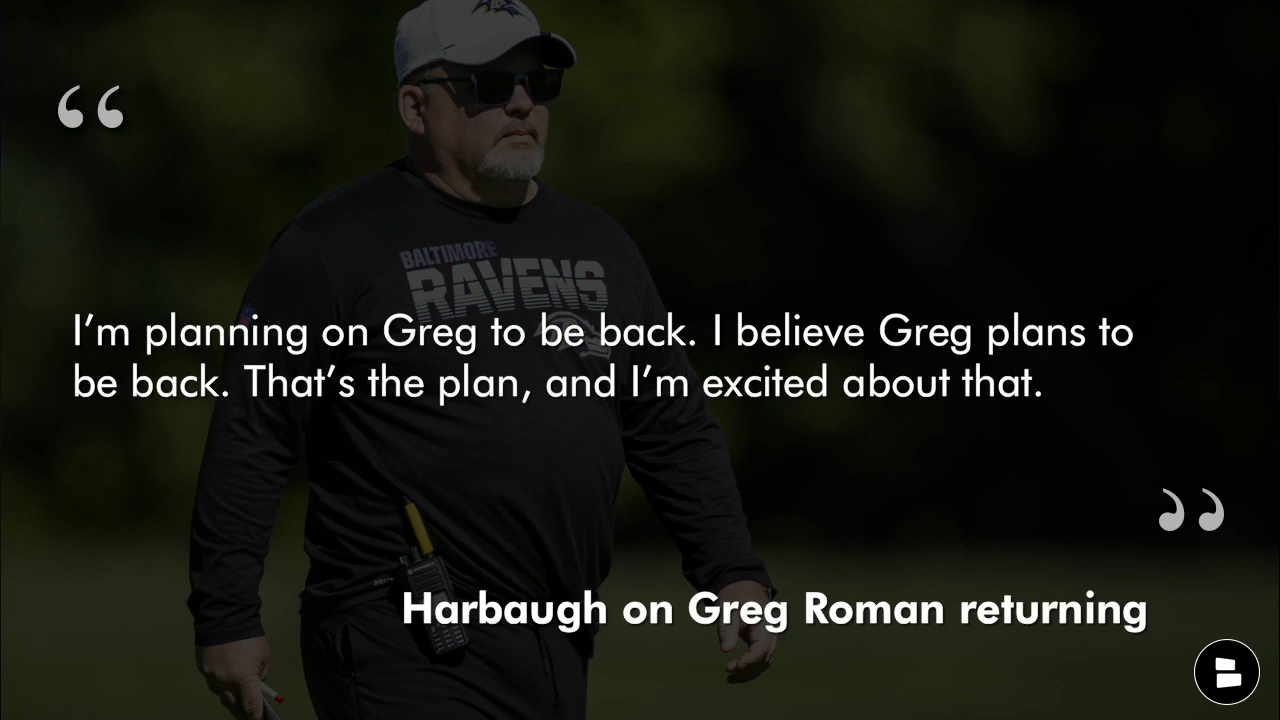 “
BALTIMORE
RAVENS
I’m planning on Greg to be back. I believe Greg plans to
be back. That’s the plan, and I’m excited about that.
”
Harbaugh on Greg Roman returning